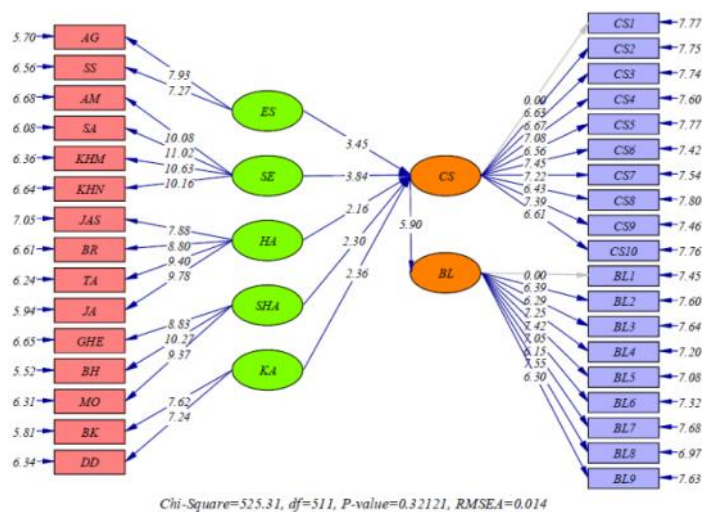 5.70 AG
6.56 SS
6.68 AM
6.08 SA
6.36 KHM
6.64 KHN
7.05 JAS
6.61 BR
6.24 TA
5.94 JA
6.65 GHE
5.52 BH
6.31 MO
5.81 BK
6.34 DD
7.93
7.27
10.08
11.02
10.63
10.16
7.88
8.80
9.40
9.78
8.83
10.27
9.37
7.62
7.24
ES
SE
HA
SHA
KA
3.45
3.84
2.16
2.30
2.36
CS
5.90
BL
0.00
6.63
6.67
7.08
6.56
7.45
7.22
6.43
7.39
6.61
0.00
6.39
6.29
7.25
7.42
7.05
6.15
7.55
6.30
CS1 7.77
CS2 7.75
CS3 7.74
CS4 7.60
CS5 7.77
CS6 7.42
CS7 7.54
CS8 7.80
CS9 7.46
CS10 7.76
BL1 7.45
BL2 7.60
BL3 7.64
BL4 7.20
BL5 7.08
BL6 7.32
BL7 7.68
BL8 6.97
BL9 7.63
Chi-Square=525.31, df=511, P-value=0.32121, RMSEA=0.014